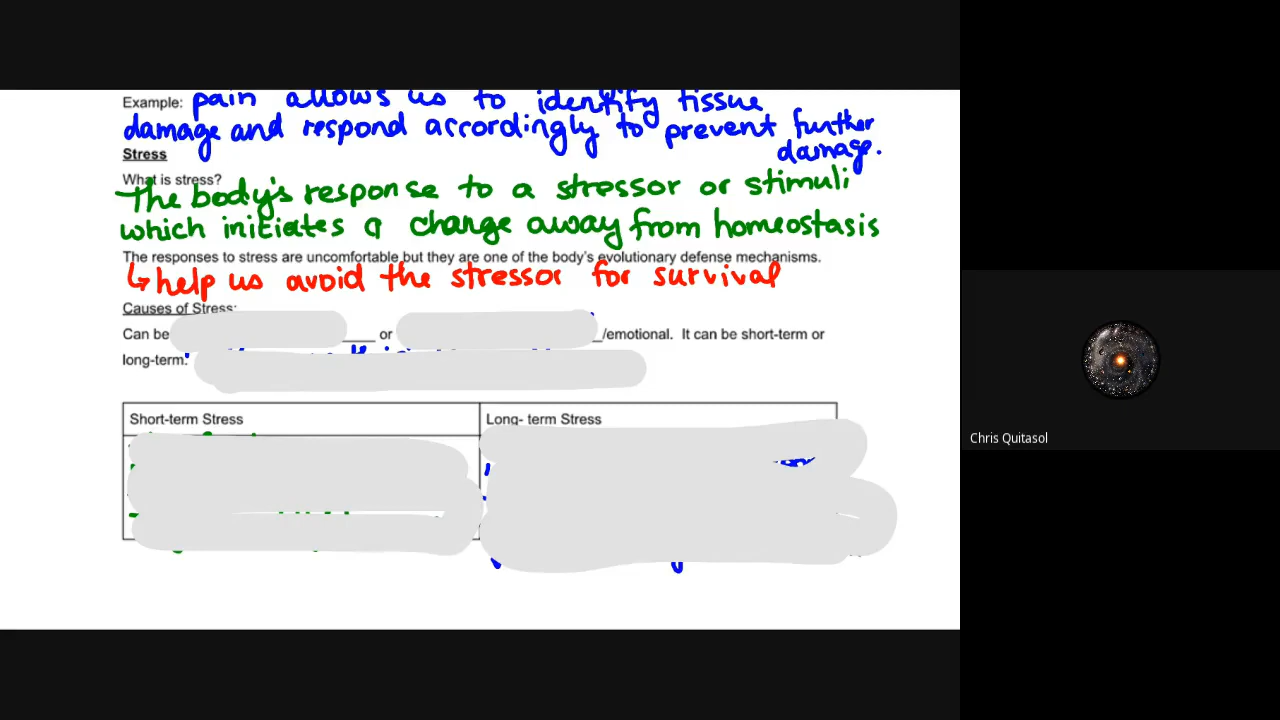 Example: pain allows us to identify tissue
damage and respond accordingly to prevent further
damage.
Stress
What is stress?
The body's response to a stressor or stimuli
which initiates a change away from homeostasis
The responses to stress are uncomfortable but they are one of the body's evolutionary defense mechanisms.
↳ help us avoid the stressor for survival
Causes of Stress:
Can be ____ or _/emotional. It can be short-term or
long-term.
Short-term Stress
Long- term Stress
Chris Quitasol